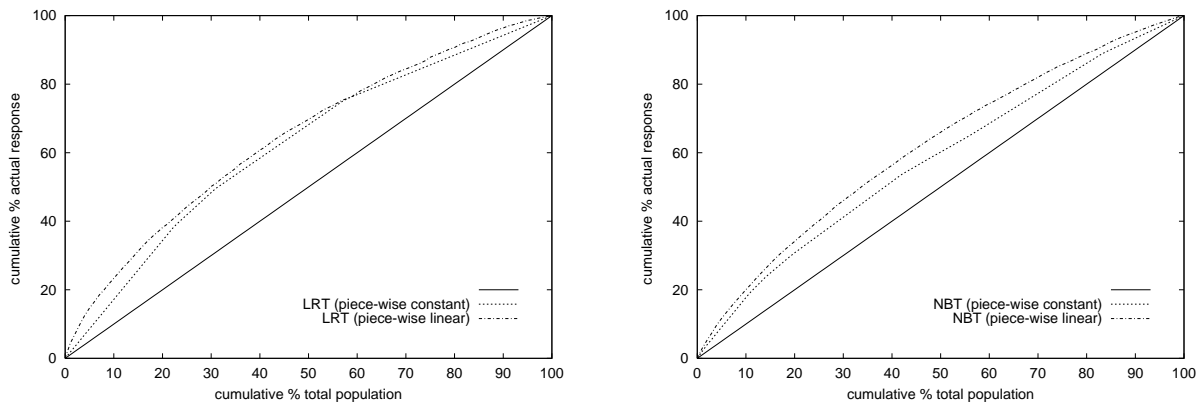 100
80
60
40
20
0
cumulative % actual response
LRT (piece-wise constant)
LRT (piece-wise linear)
0 10 20 30 40 50 60 70 80 90 100
cumulative % total population
100
80
60
40
20
0
cumulative % actual response
NBT (piece-wise constant)
NBT (piece-wise linear)
0 10 20 30 40 50 60 70 80 90 100
cumulative % total population